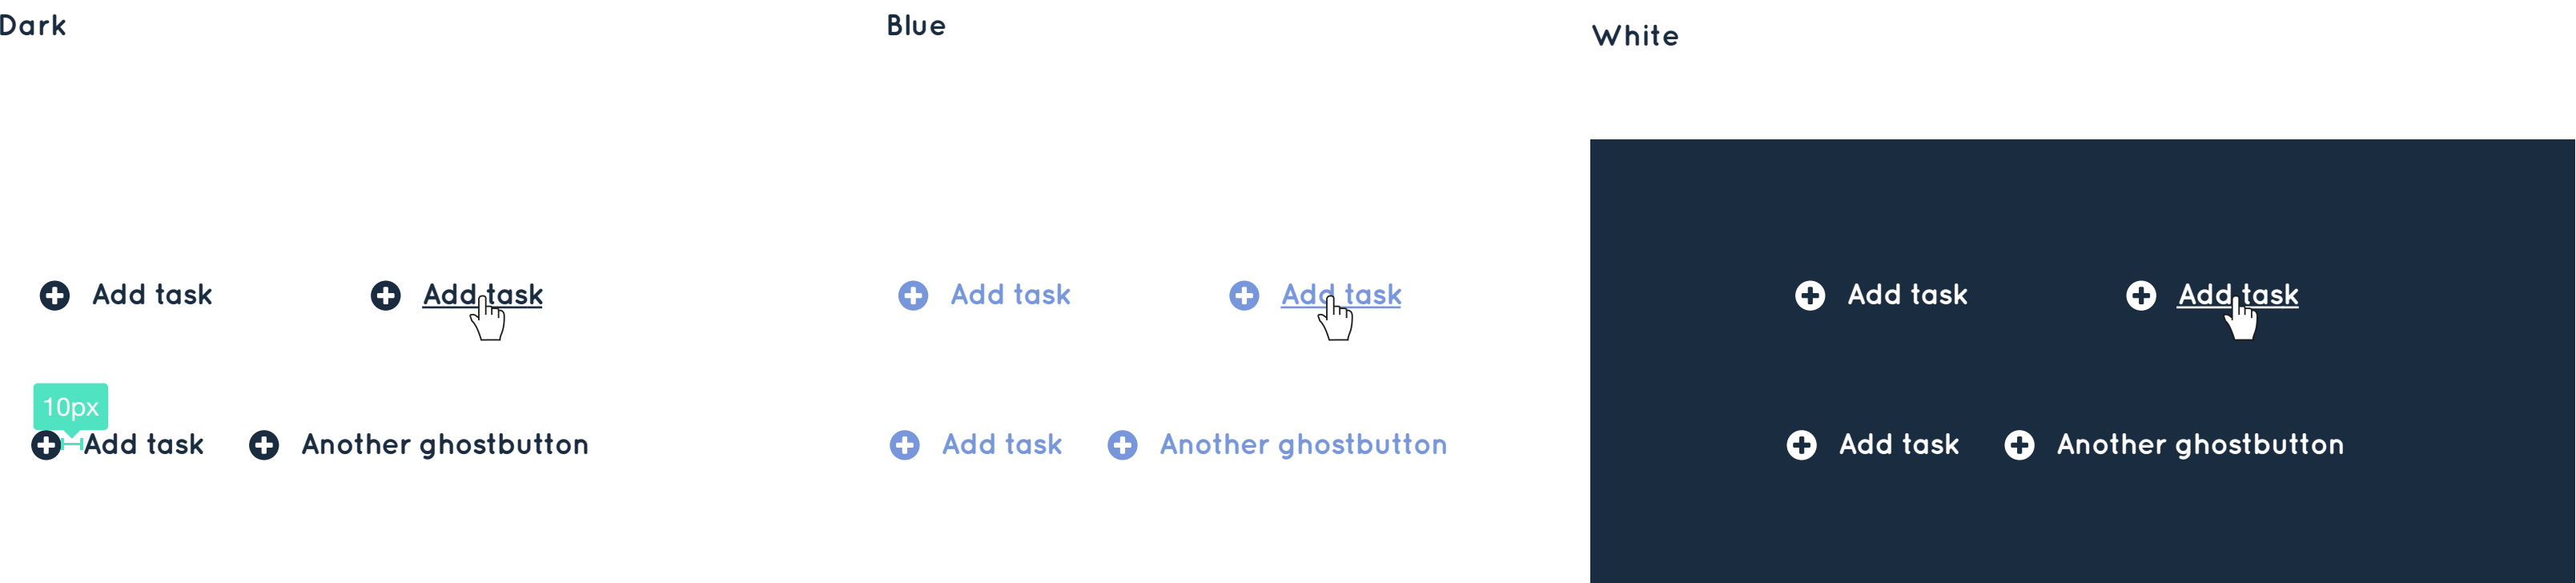 Dark
Blue
White
Add task
Add task
Add task
Add task
Add task
Add task
10px
Add task
Another ghostbutton
Add task
Another ghostbutton
Add task
Another ghostbutton